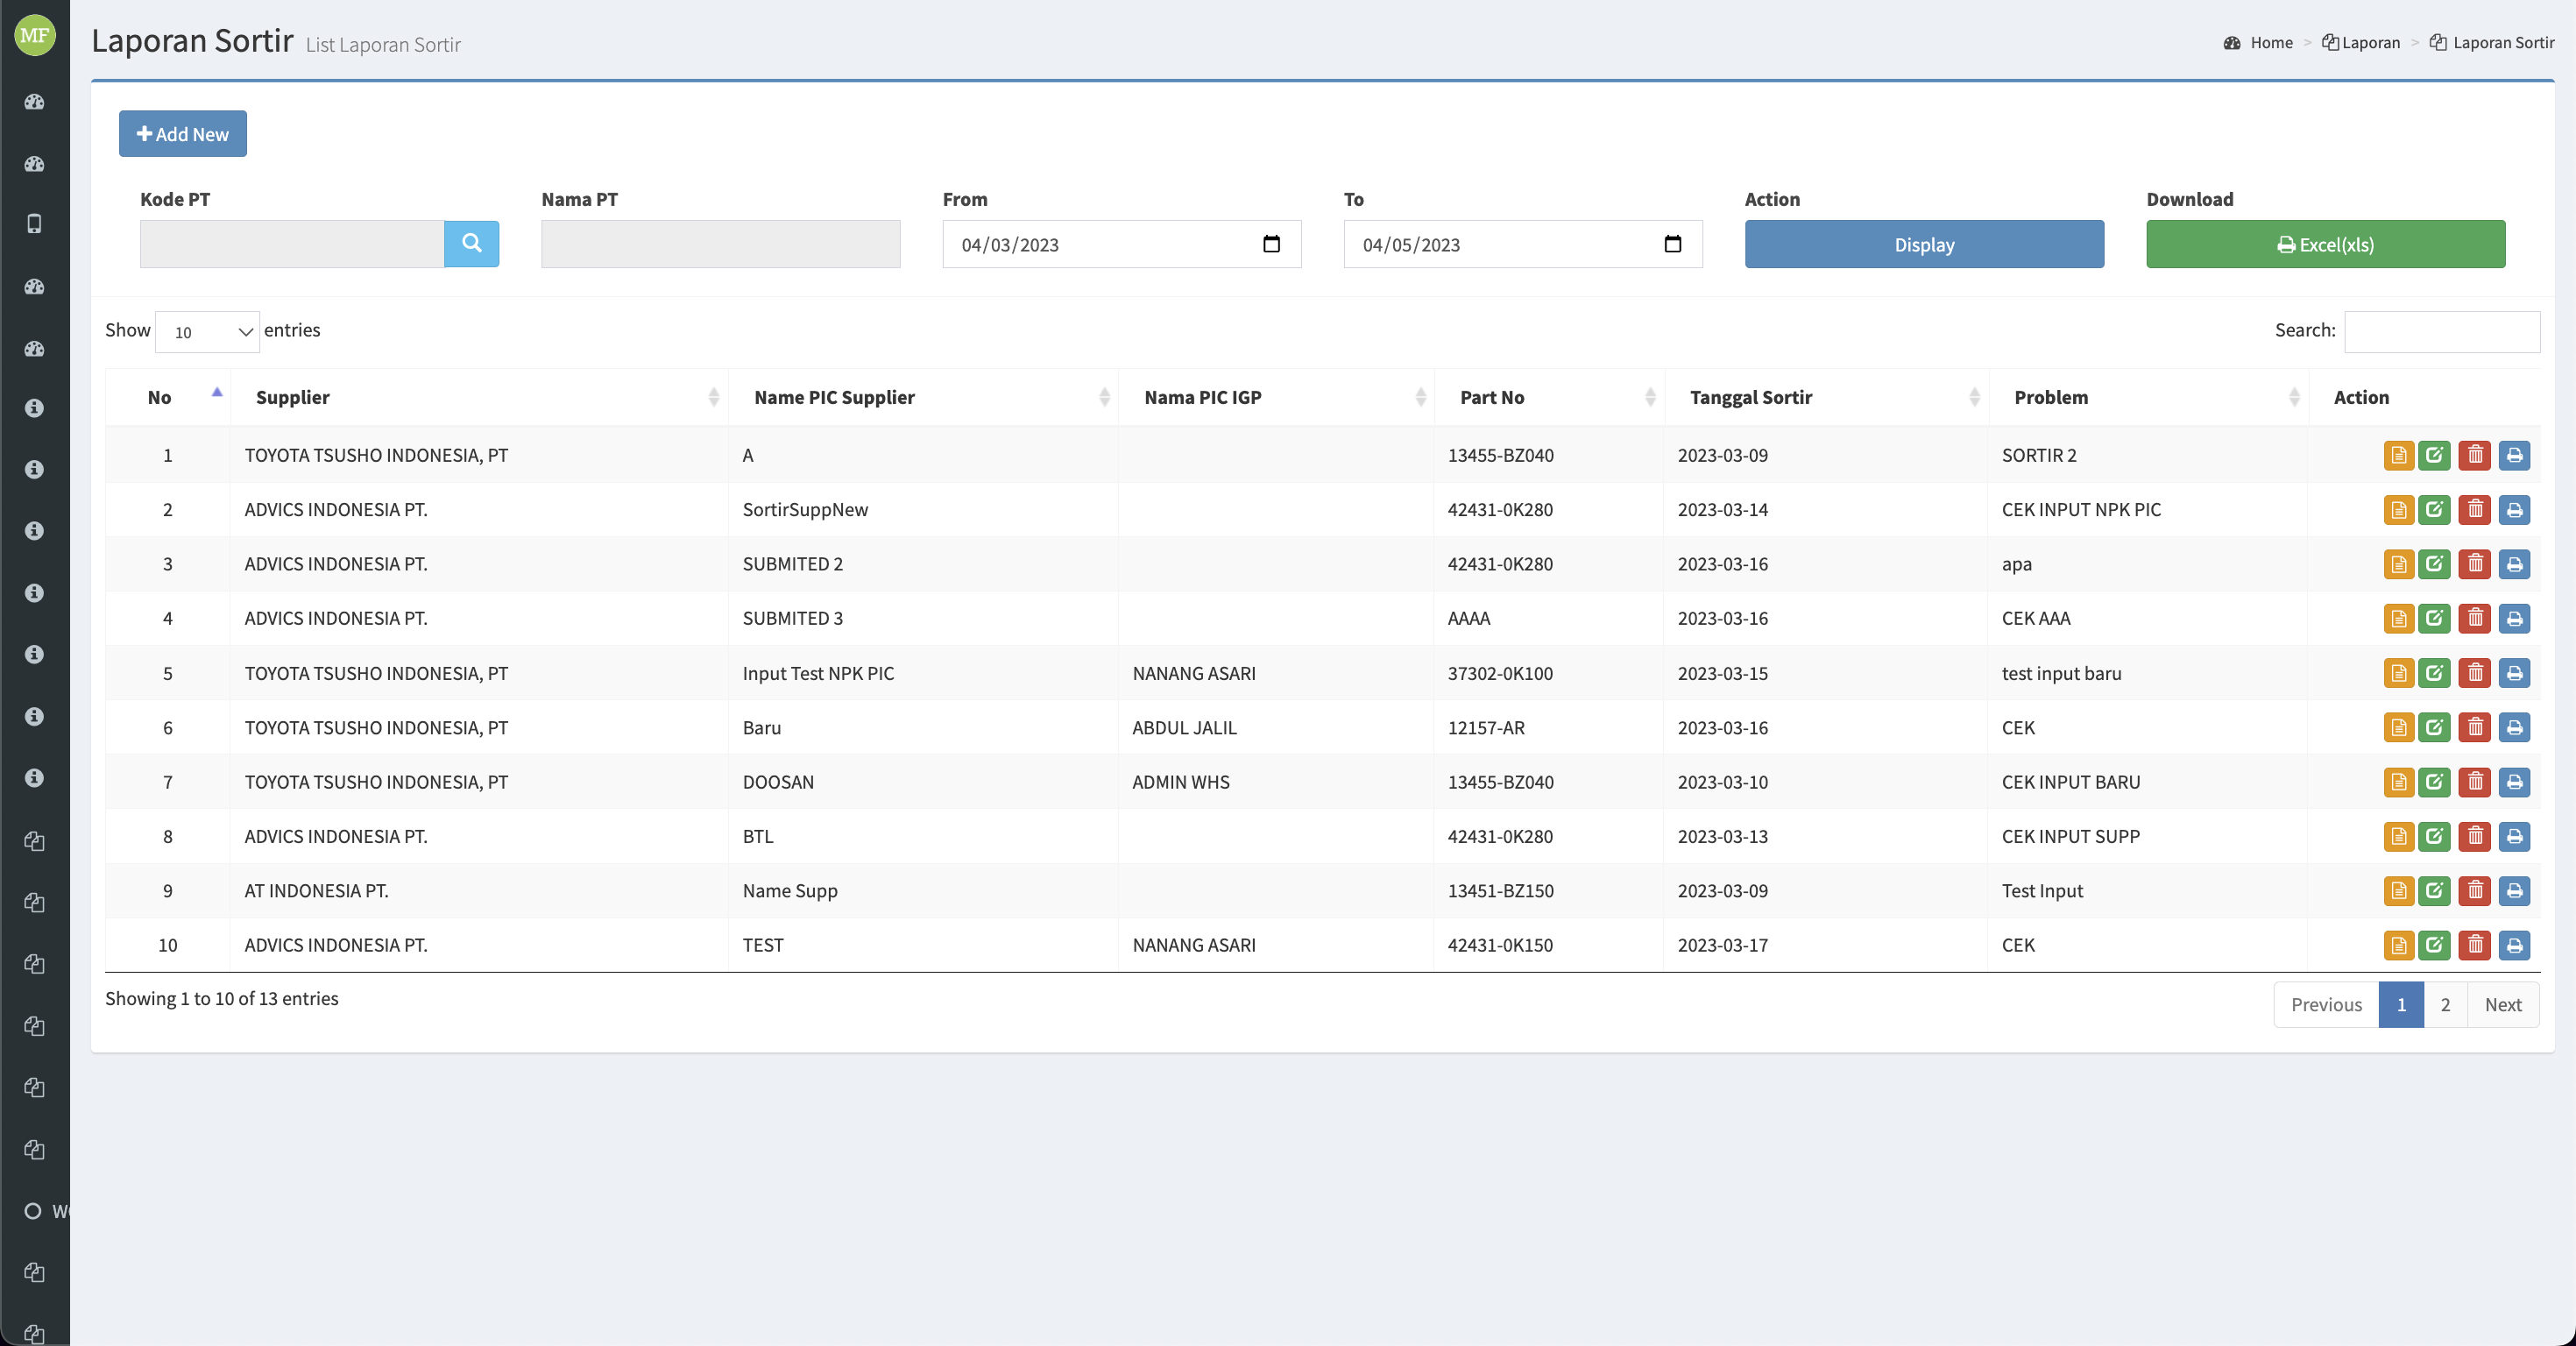 MF
Laporan Sortir List Laporan Sortir
Home > Laporan > Laporan Sortir
Add New
Kode PT Nama PT From To Action Download
04/03/2023 04/05/2023 Display Excel(xls)
Show 10 entries Search:
No Supplier Name PIC Supplier Nama PIC IGP Part No Tanggal Sortir Problem Action
1 TOYOTA TSUSHO INDONESIA, PT A 13455-BZ040 2023-03-09 SORTIR 2
2 ADVICS INDONESIA PT. SortirSuppNew 42431-0K280 2023-03-14 CEK INPUT NPK PIC
3 ADVICS INDONESIA PT. SUBMITED 2 42431-0K280 2023-03-16 apa
4 ADVICS INDONESIA PT. SUBMITED 3 AAAA 2023-03-16 CEK AAA
5 TOYOTA TSUSHO INDONESIA, PT Input Test NPK PIC NANANG ASARI 37302-0K100 2023-03-15 test input baru
6 TOYOTA TSUSHO INDONESIA, PT Baru ABDUL JALIL 12157-AR 2023-03-16 CEK
7 TOYOTA TSUSHO INDONESIA, PT DOOSAN ADMIN WHS 13455-BZ040 2023-03-10 CEK INPUT BARU
8 ADVICS INDONESIA PT. BTL 42431-0K280 2023-03-13 CEK INPUT SUPP
9 AT INDONESIA PT. Name Supp 13451-BZ150 2023-03-09 Test Input
10 ADVICS INDONESIA PT. TEST NANANG ASARI 42431-0K150 2023-03-17 CEK
Showing 1 to 10 of 13 entries
Previous 1 2 Next